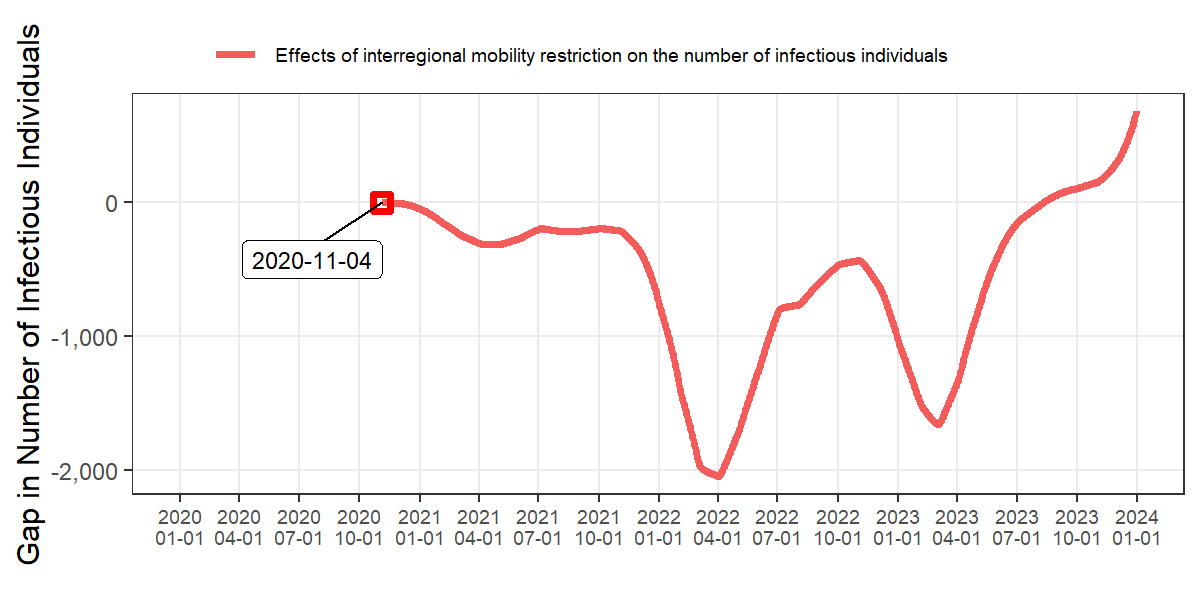 Effects of interregional mobility restriction on the number of infectious individuals
Gap in Number of Infectious Individuals
0
-1,000
-2,000
2020-11-04
2020 2020 2020 2020 2021 2021 2021 2021 2022 2022 2022 2022 2023 2023 2023 2023 2024
01-01 04-01 07-01 10-01 01-01 04-01 07-01 10-01 01-01 04-01 07-01 10-01 01-01 04-01 07-01 10-01 01-01